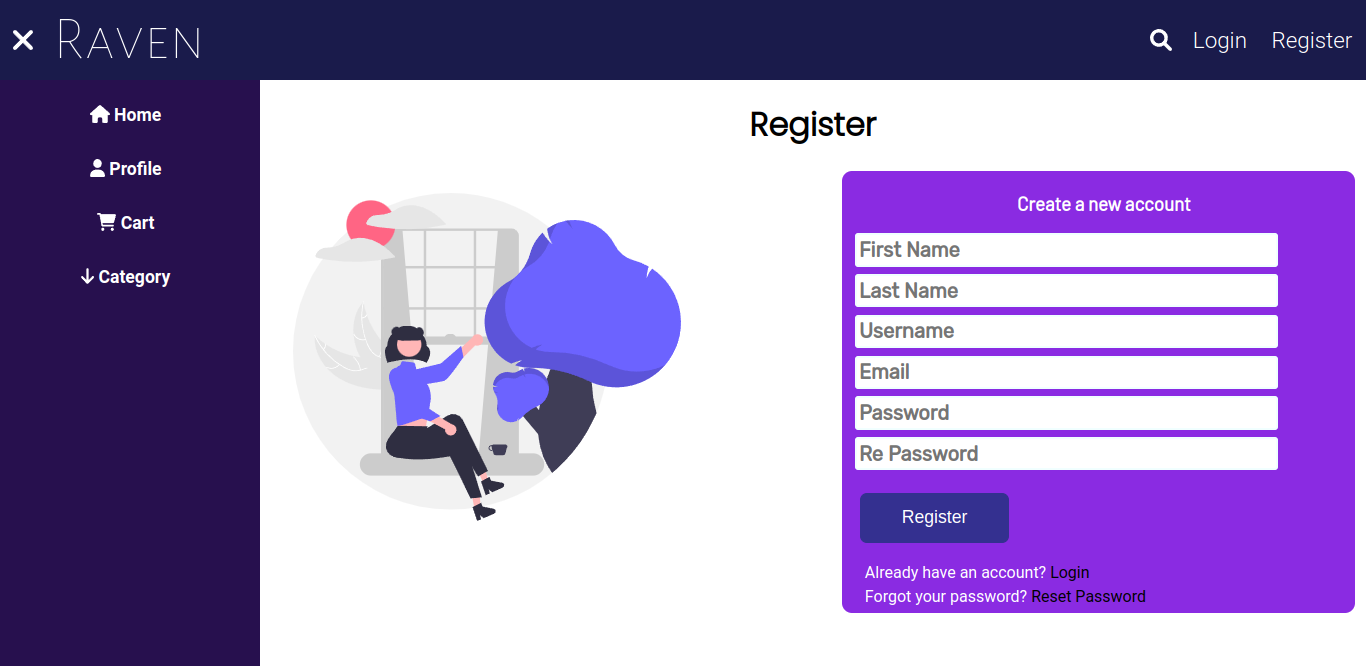 RAVEN
Login
Register
Home
Profile
Cart
Category
Register
Create a new account
First Name
Last Name
Username
Email
Password
Re Password
Register
Already have an account? Login
Forgot your password? Reset Password